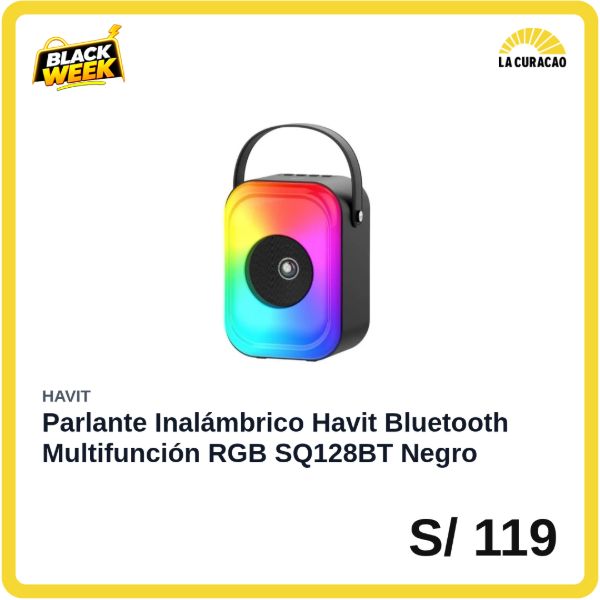 BLACK
WEEK
LA CURACAO
HAVIT
Parlante Inalámbrico Havit Bluetooth
Multifunción RGB SQ128BT Negro
S/ 119